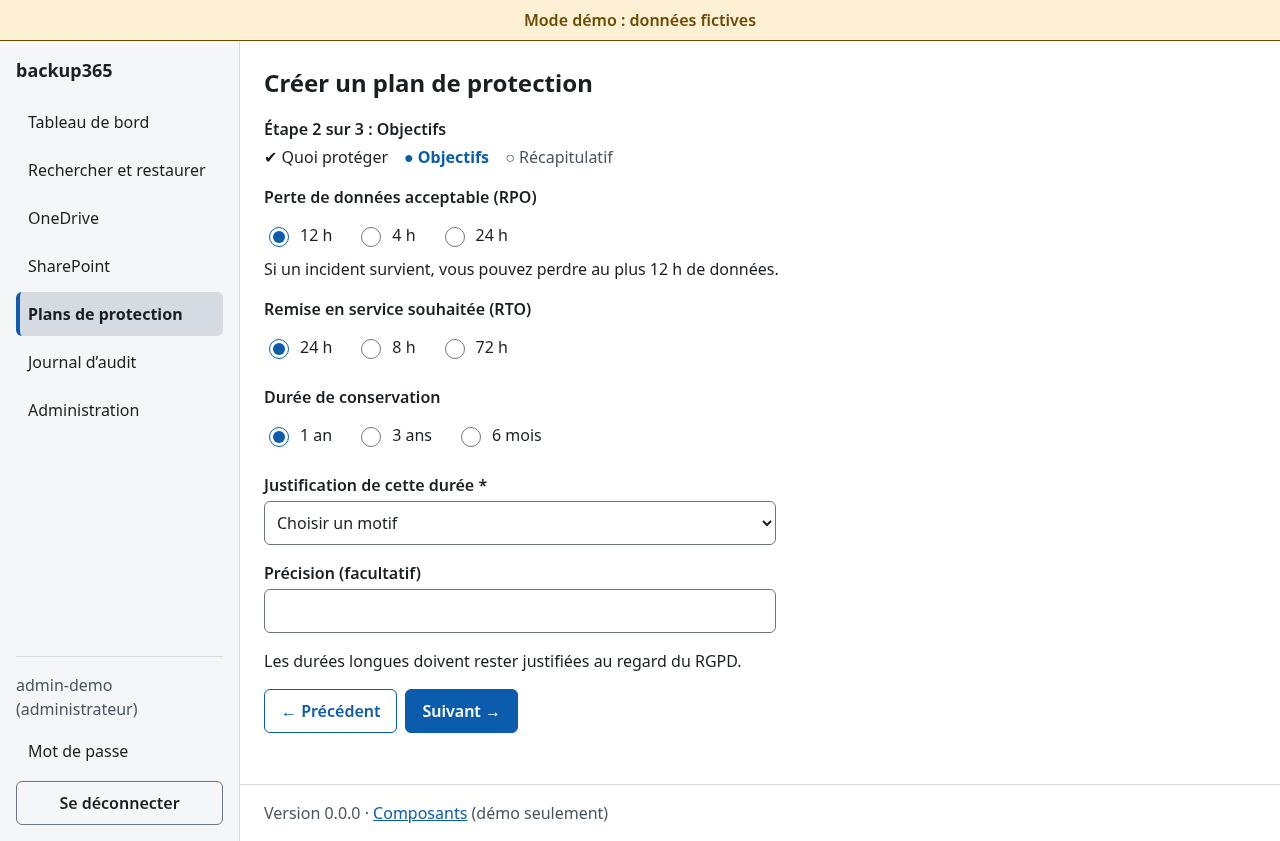 Mode démo : données fictives
backup365
Tableau de bord
Rechercher et restaurer
OneDrive
SharePoint
Plans de protection
Journal d’audit
Administration
admin-demo
(administrateur)
Mot de passe
Se déconnecter
Créer un plan de protection
Étape 2 sur 3 : Objectifs
✔ Quoi protéger ● Objectifs ○ Récapitulatif
Perte de données acceptable (RPO)
12 h 4 h 24 h
Si un incident survient, vous pouvez perdre au plus 12 h de données.
Remise en service souhaitée (RTO)
24 h 8 h 72 h
Durée de conservation
1 an 3 ans 6 mois
Justification de cette durée *
Choisir un motif
Précision (facultatif)
Les durées longues doivent rester justifiées au regard du RGPD.
← Précédent Suivant →
Version 0.0.0 · Composants (démo seulement)